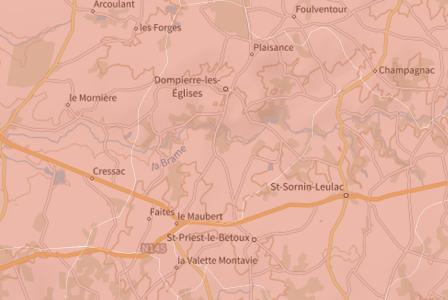 Arcoulant
Foulventour
les Forges
Plaisance
Champagnac
Dompierre-les-
Églises
le Mornière
la Brame
Cressac
St-Sornin-Leulac
Faites
le Maubert
St-Priest-le-Betoux
N145
la Valette Montavie